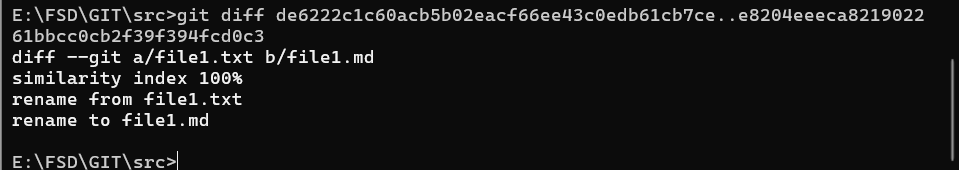 E:\FSD\GIT\src>git diff de6222c1c60acb5b02eacf66ee43c0edb61cb7ce..e8204eeeca8219022
61bbcc0cb2f39f394fcd0c3
diff --git a/file1.txt b/file1.md
similarity index 100%
rename from file1.txt
rename to file1.md
E:\FSD\GIT\src>